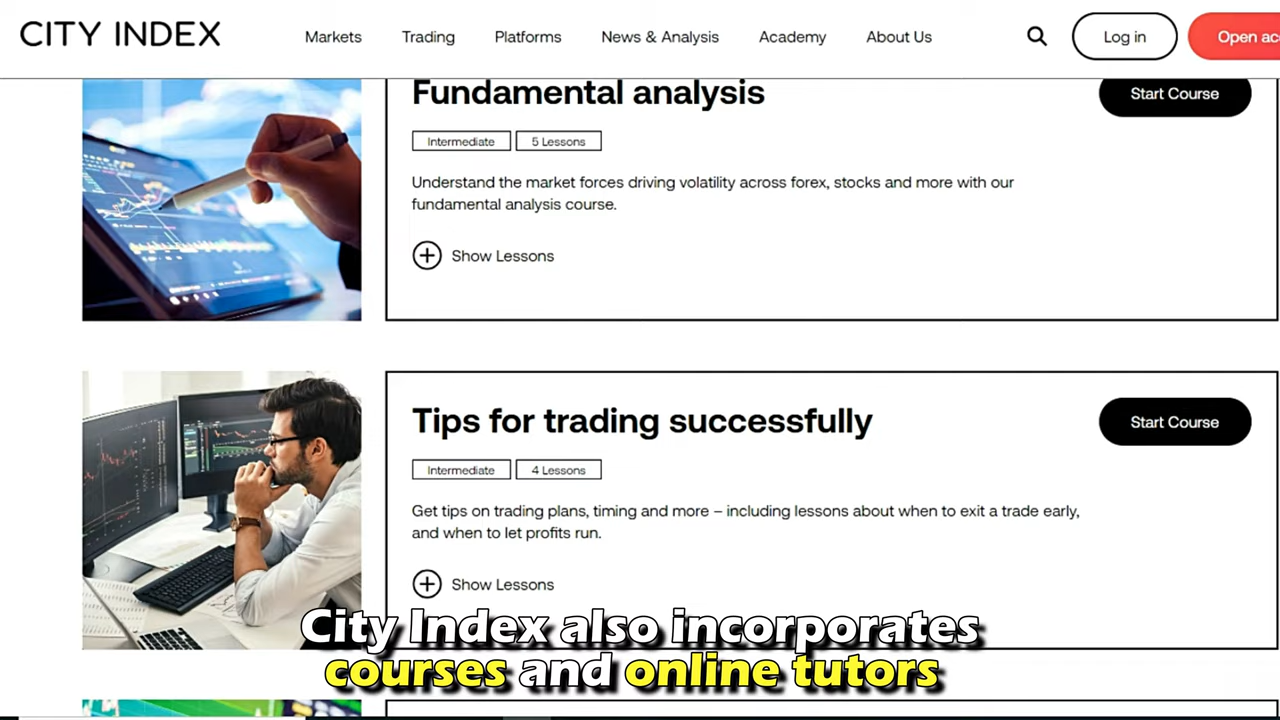 CITY INDEX
Markets
Trading
Platforms
News & Analysis
Academy
About Us
Log in
Open
Fundamental analysis
Start Course
Intermediate
5 Lessons
Understand the market forces driving volatility across forex, stocks and more with our
fundamental analysis course.
Show Lessons
Tips for trading successfully
Start Course
Intermediate
4 Lessons
Get tips on trading plans, timing and more – including lessons about when to exit a trade early,
and when to let profits run.
Show Lessons
City Index also incorporates
courses and online tutors